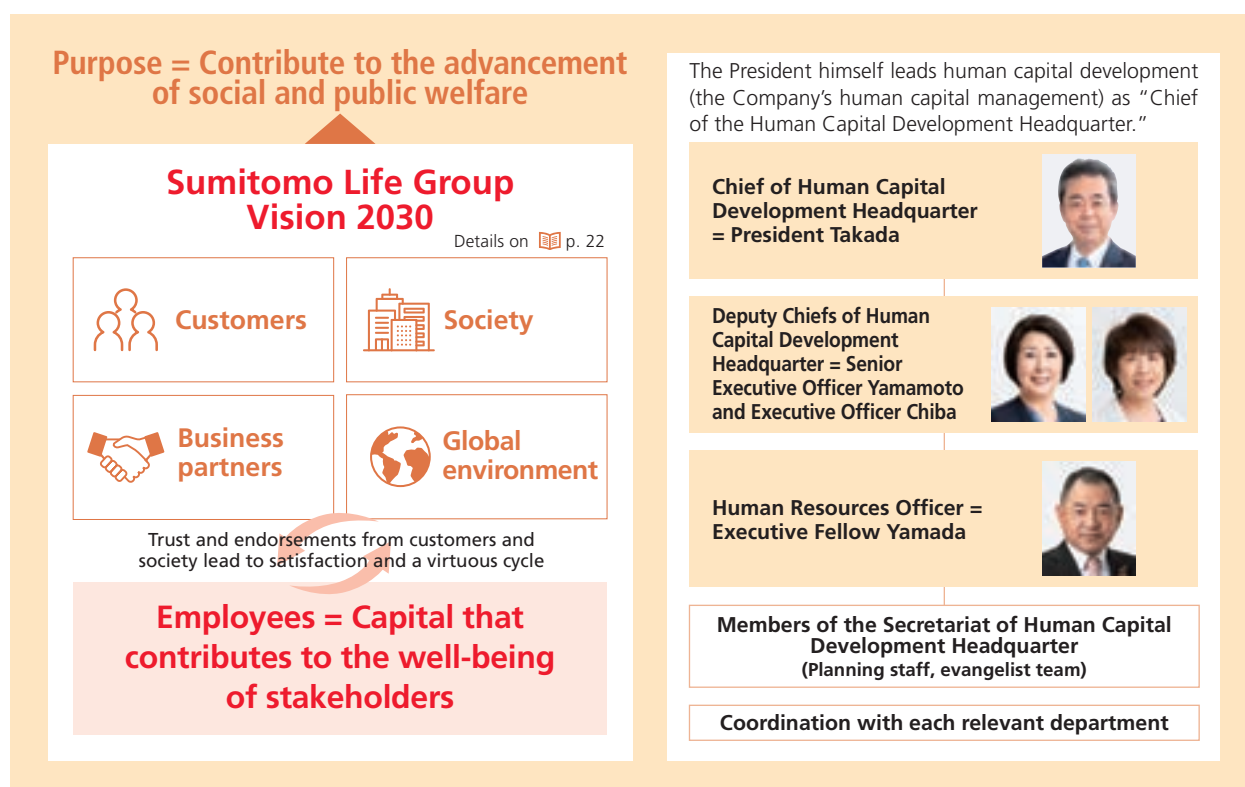 Purpose = Contribute to the advancement
of social and public welfare
Sumitomo Life Group
Vision 2030
Details on p. 22
Customers
Society
Business
partners
Global
environment
Trust and endorsements from customers and
society lead to satisfaction and a virtuous cycle
Employees = Capital that
contributes to the well-being
of stakeholders
The President himself leads human capital development
(the Company’s human capital management) as “Chief
of the Human Capital Development Headquarter.”
Chief of Human Capital
Development Headquarter
= President Takada
Deputy Chiefs of Human
Capital Development
Headquarter = Senior
Executive Officer Yamamoto
and Executive Officer Chiba
Human Resources Officer =
Executive Fellow Yamada
Members of the Secretariat of Human Capital
Development Headquarter
(Planning staff, evangelist team)
Coordination with each relevant department